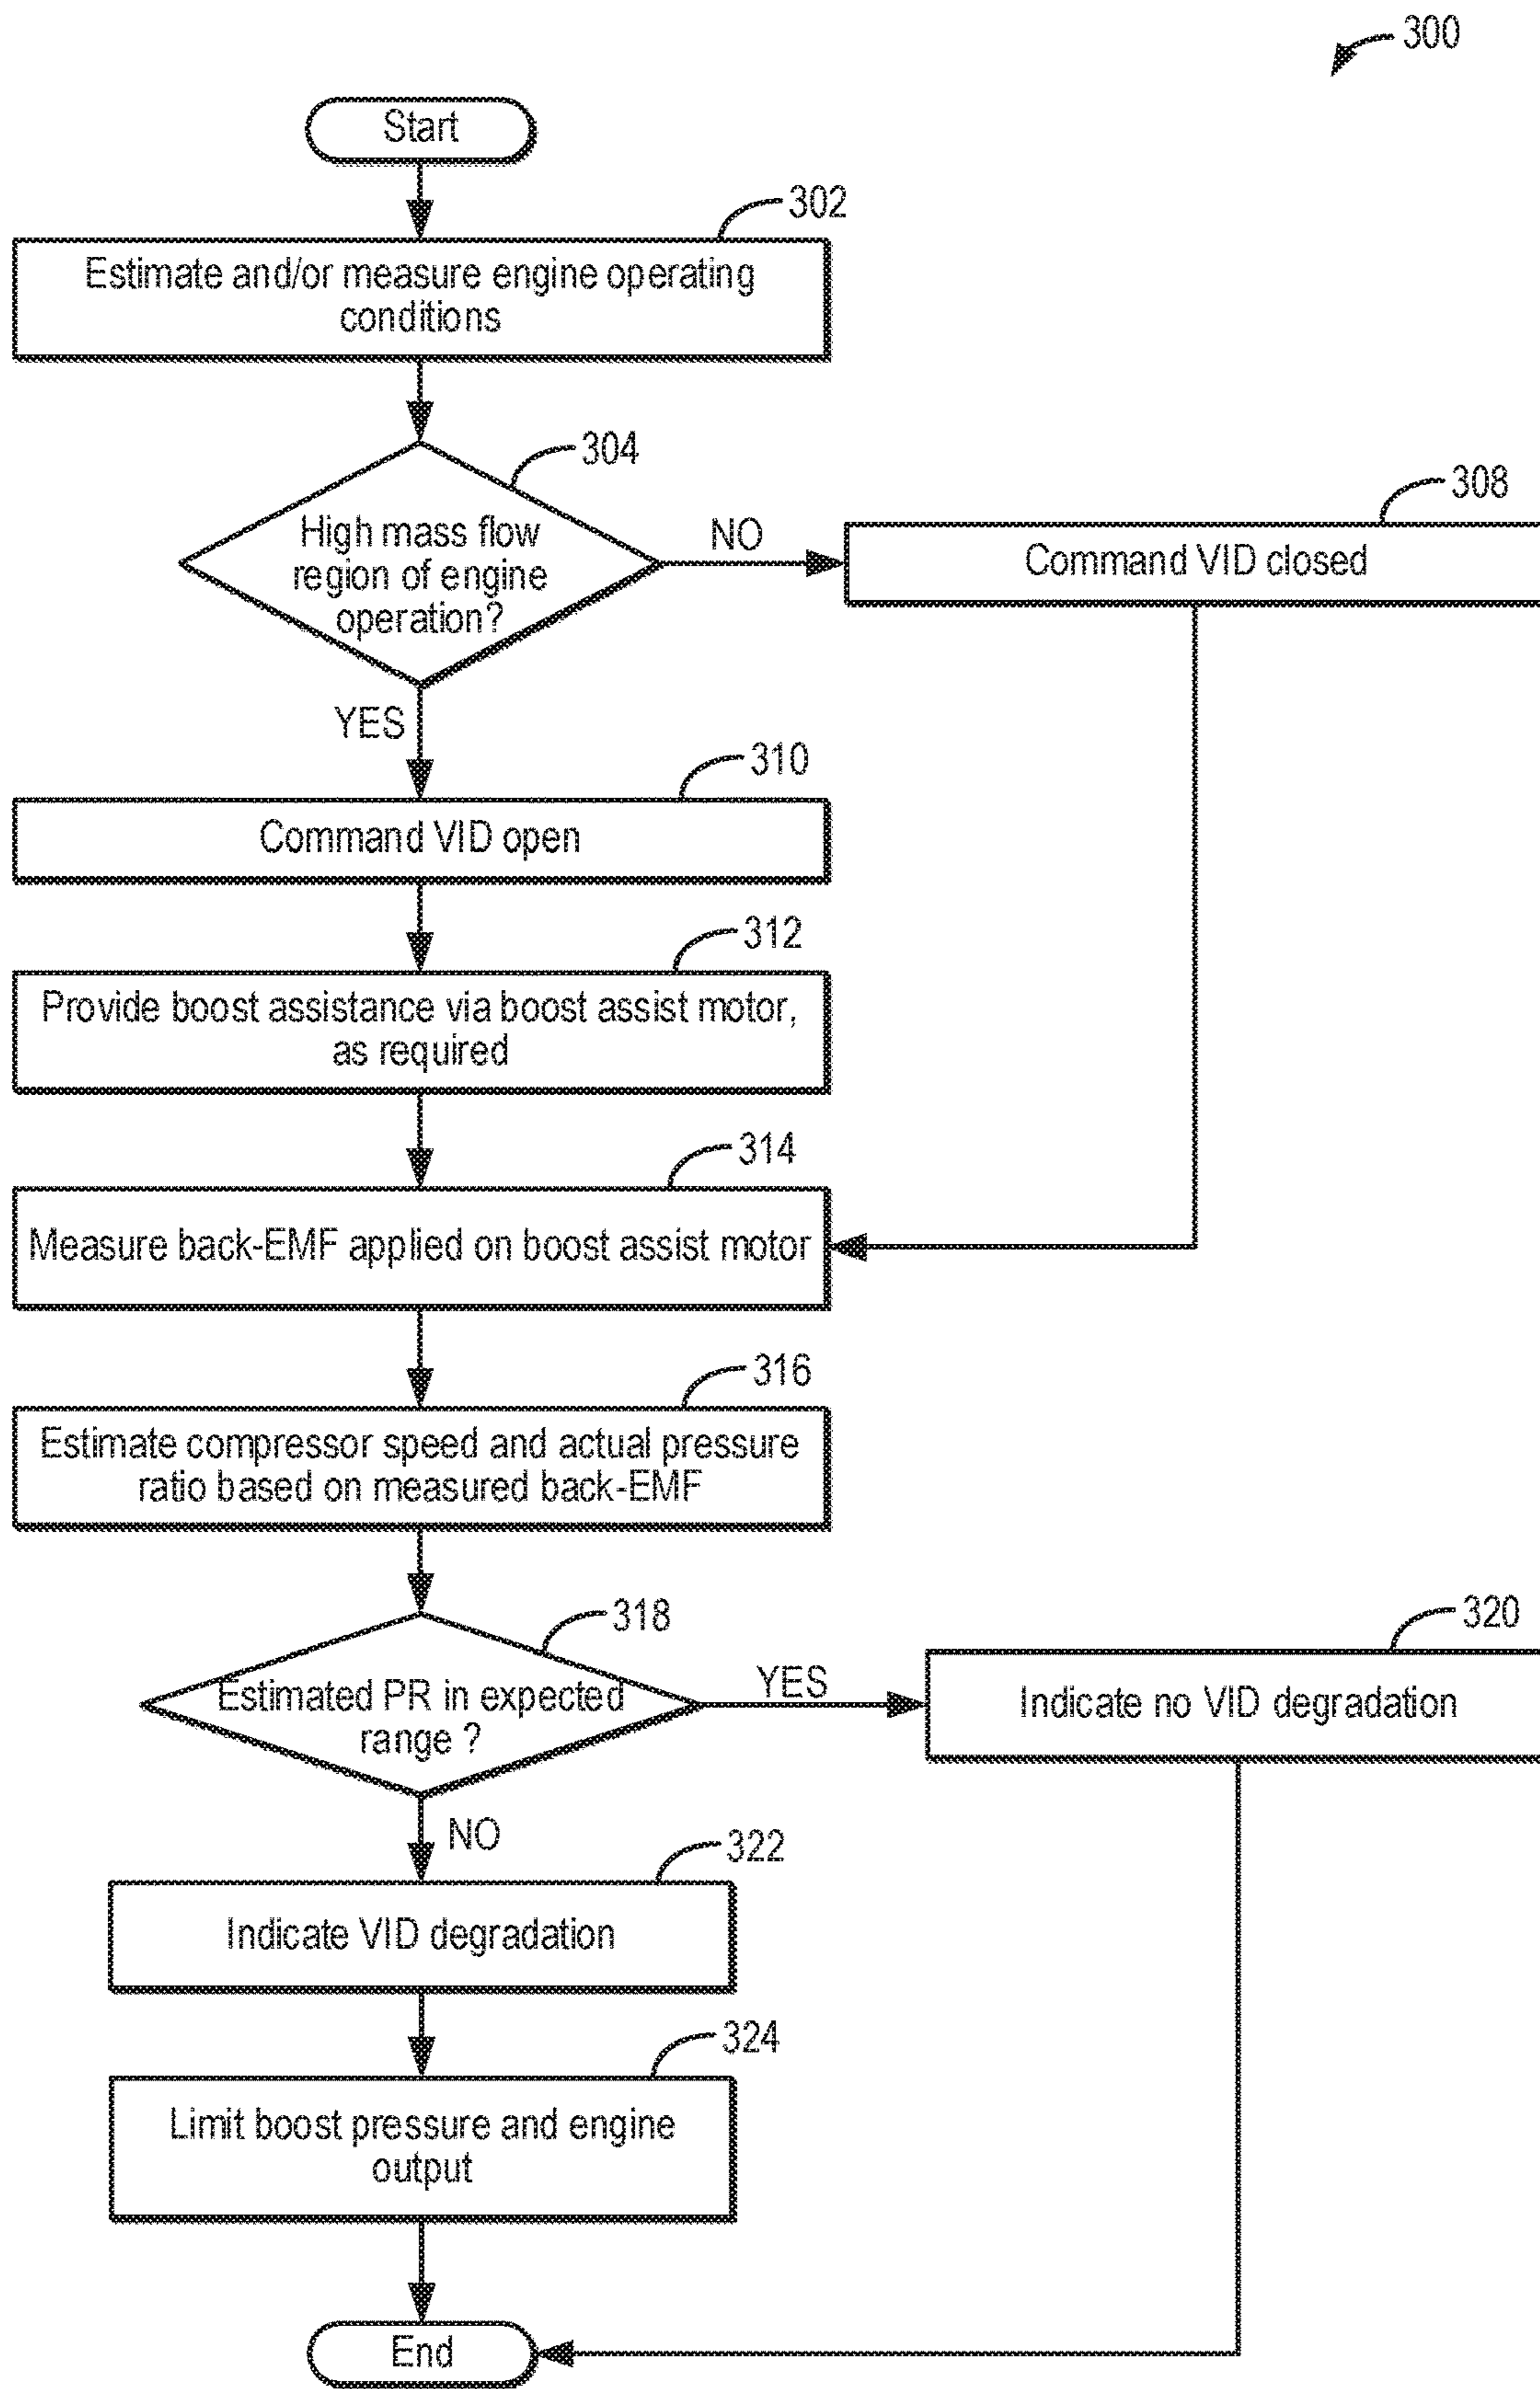 300
Start
302
Estimate and/or measure engine operating
conditions
304
High mass flow
region of engine
operation?
NO
308
Command VID closed
YES
310
Command VID open
312
Provide boost assistance via boost assist motor,
as required
314
Measure back-EMF applied on boost assist motor
316
Estimate compressor speed and actual pressure
ratio based on measured back-EMF
318
Estimated PR in expected
range ?
YES
320
Indicate no VID degradation
NO
322
Indicate VID degradation
324
Limit boost pressure and engine
output
End